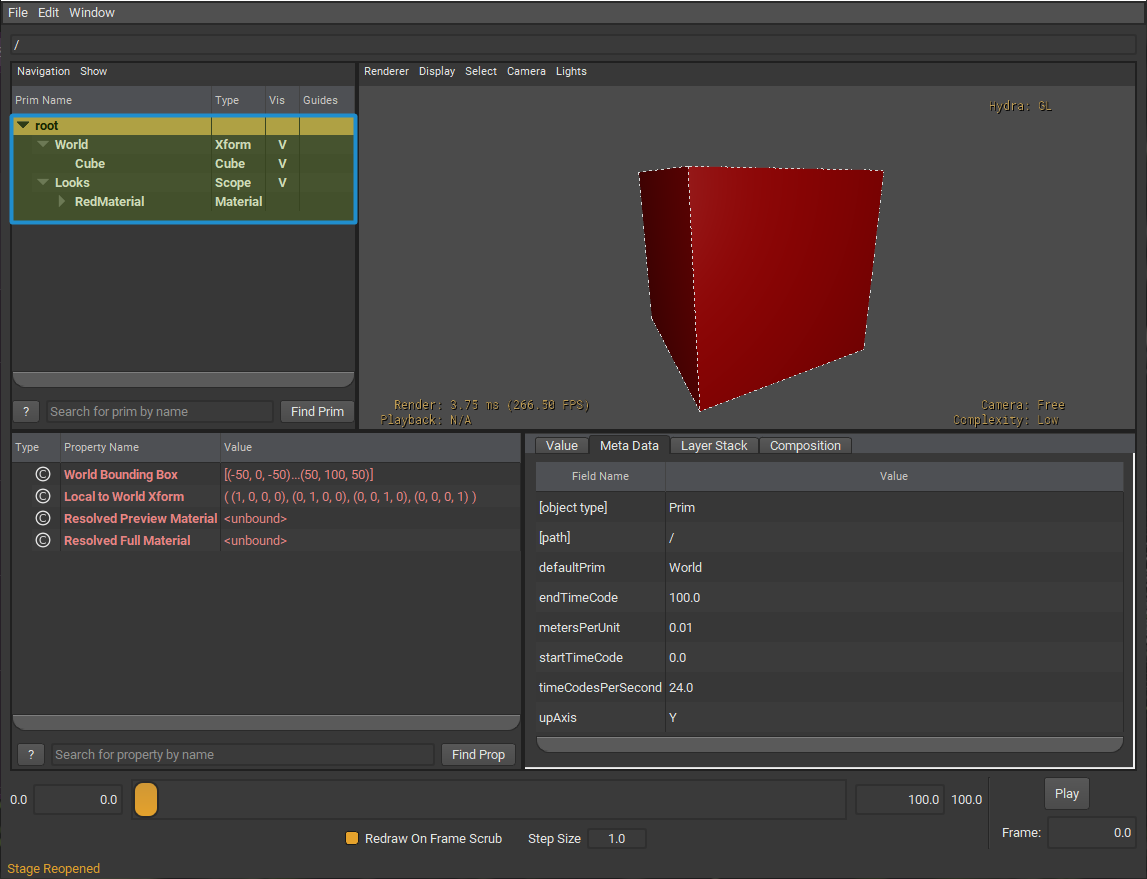 File Edit Window
/
Navigation Show
Renderer Display Select Camera Lights
Prim Name Type Vis Guides
Hydra: GL
root
World Xform V
Cube Cube V
Looks Scope V
RedMaterial Material
Render: 3.75 ms (266.50 FPS)
Playback: N/A
Camera: Free
Complexity: Low
? Search for prim by name Find Prim
Type Property Name Value
© World Bounding Box [(-50, 0, -50)...(50, 100, 50)]
© Local to World Xform ( (1, 0, 0, 0), (0, 1, 0, 0), (0, 0, 1, 0), (0, 0, 0, 1) )
© Resolved Preview Material <unbound>
© Resolved Full Material <unbound>
? Search for property by name Find Prop
Value Meta Data Layer Stack Composition
Field Name Value
[object type] Prim
[path] /
defaultPrim World
endTimeCode 100.0
metersPerUnit 0.01
startTimeCode 0.0
timeCodesPerSecond 24.0
upAxis Y
0.0 0.0 100.0 100.0 Play
Redraw On Frame Scrub Step Size 1.0 Frame: 0.0
Stage Reopened